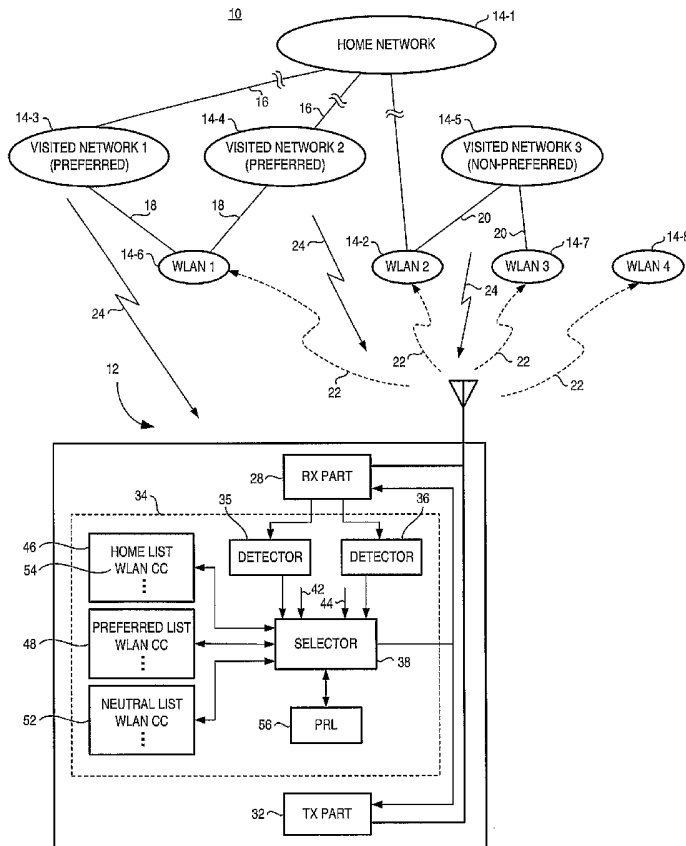 10
14-1
HOME NETWORK
16
16
14-3
14-4
14-5
VISITED NETWORK 1
(PREFERRED)
VISITED NETWORK 2
(PREFERRED)
VISITED NETWORK 3
(NON-PREFERRED)
18
18
20
20
14-6
WLAN 1
24
14-2
WLAN 2
14-7
WLAN 3
14-8
WLAN 4
24
24
22
22
22
22
12
28
RX PART
34
35
36
DETECTOR
DETECTOR
46
HOME LIST
54
WLAN CC
42
44
PREFERRED LIST
48
WLAN CC
SELECTOR
38
NEUTRAL LIST
52
WLAN CC
56
PRL
32
TX PART